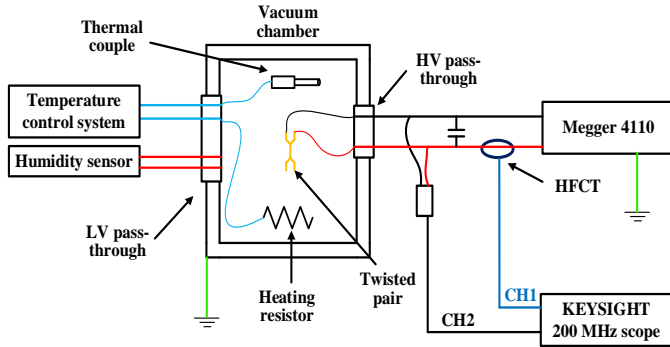 Vacuum
chamber
Thermal
couple
HV pass-
through
Temperature
control system
Megger 4110
Humidity sensor
HFCT
LV pass-
through
Heating
resistor
Twisted
pair
CH1
CH2
KEYSIGHT
200 MHz scope